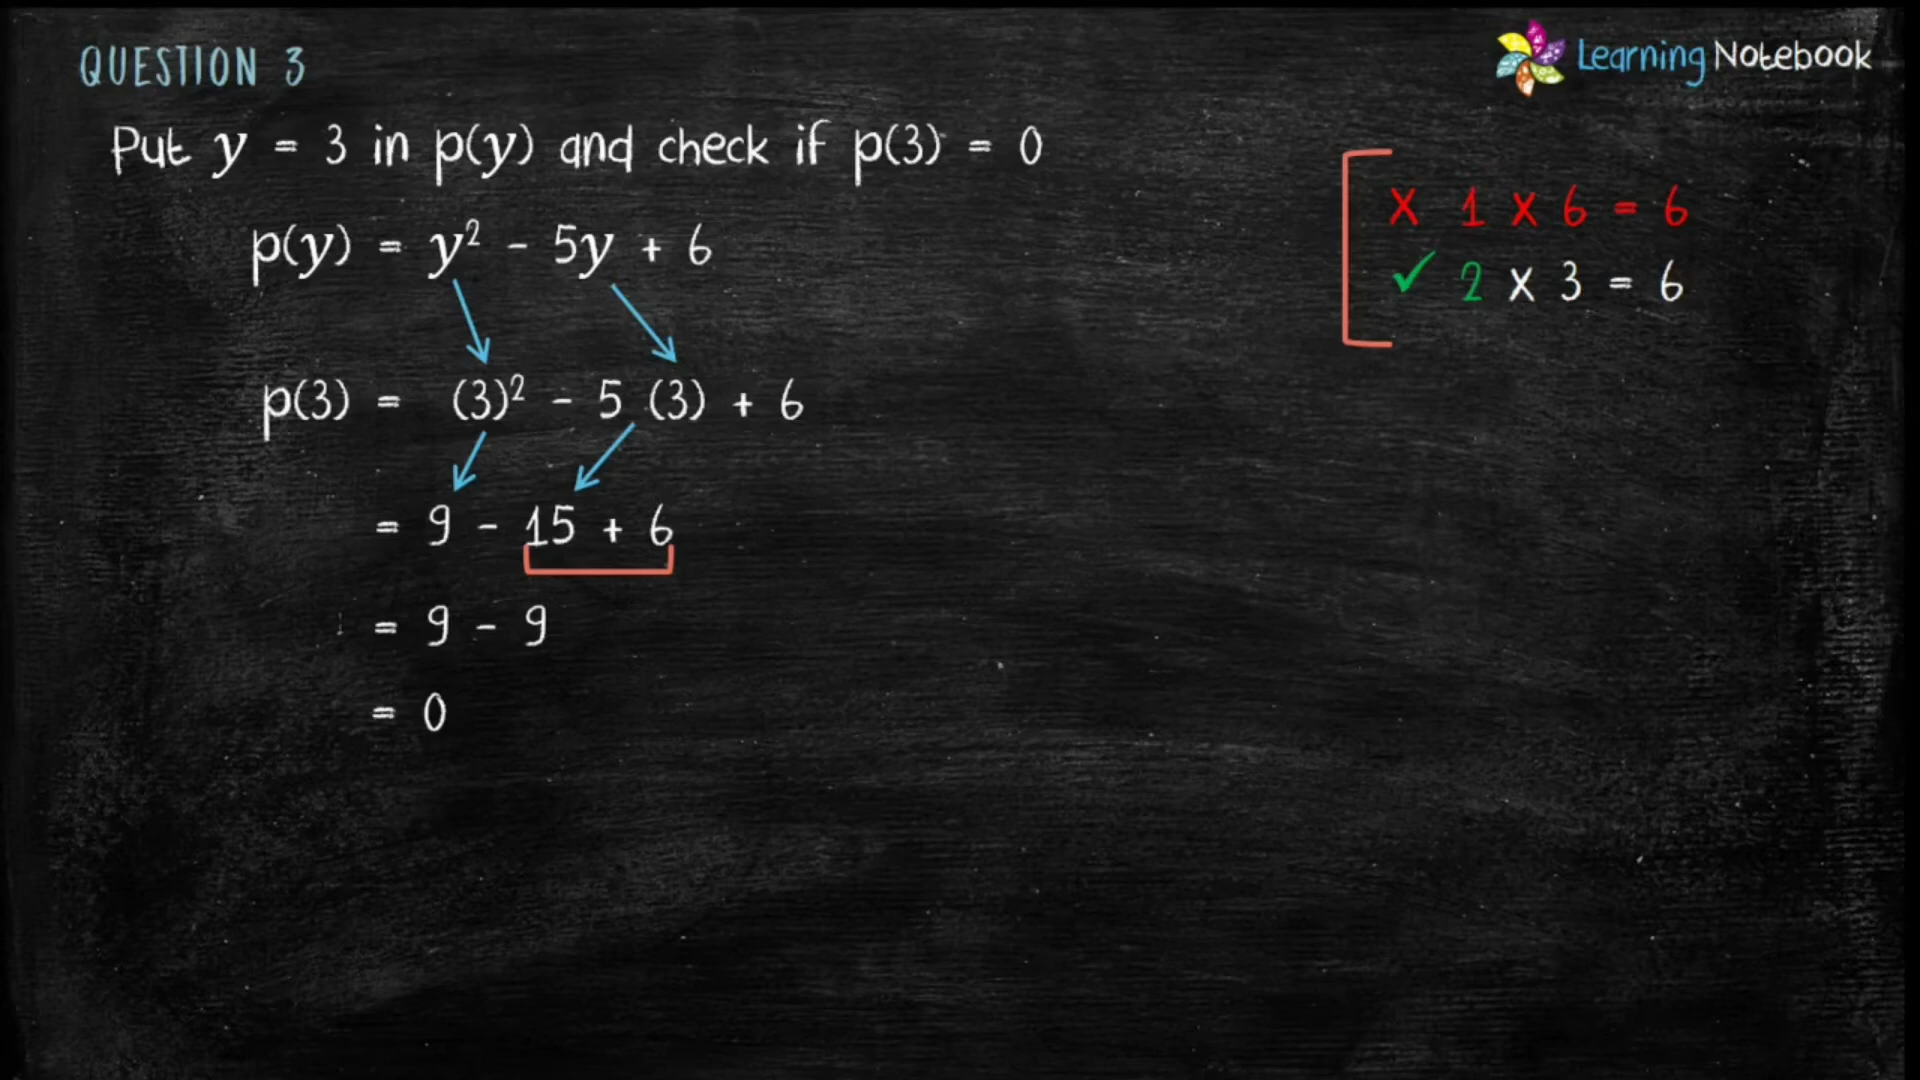 QUESTION 3
Learning Notebook
Put y = 3 in p(y) and check if p(3) = 0
p(y) = y² - 5y + 6
X 1 X 6 = 6
✓ 2 X 3 = 6
p(3) = (3)² - 5 (3) + 6
= 9 - 15 + 6
= 9 - 9
= 0